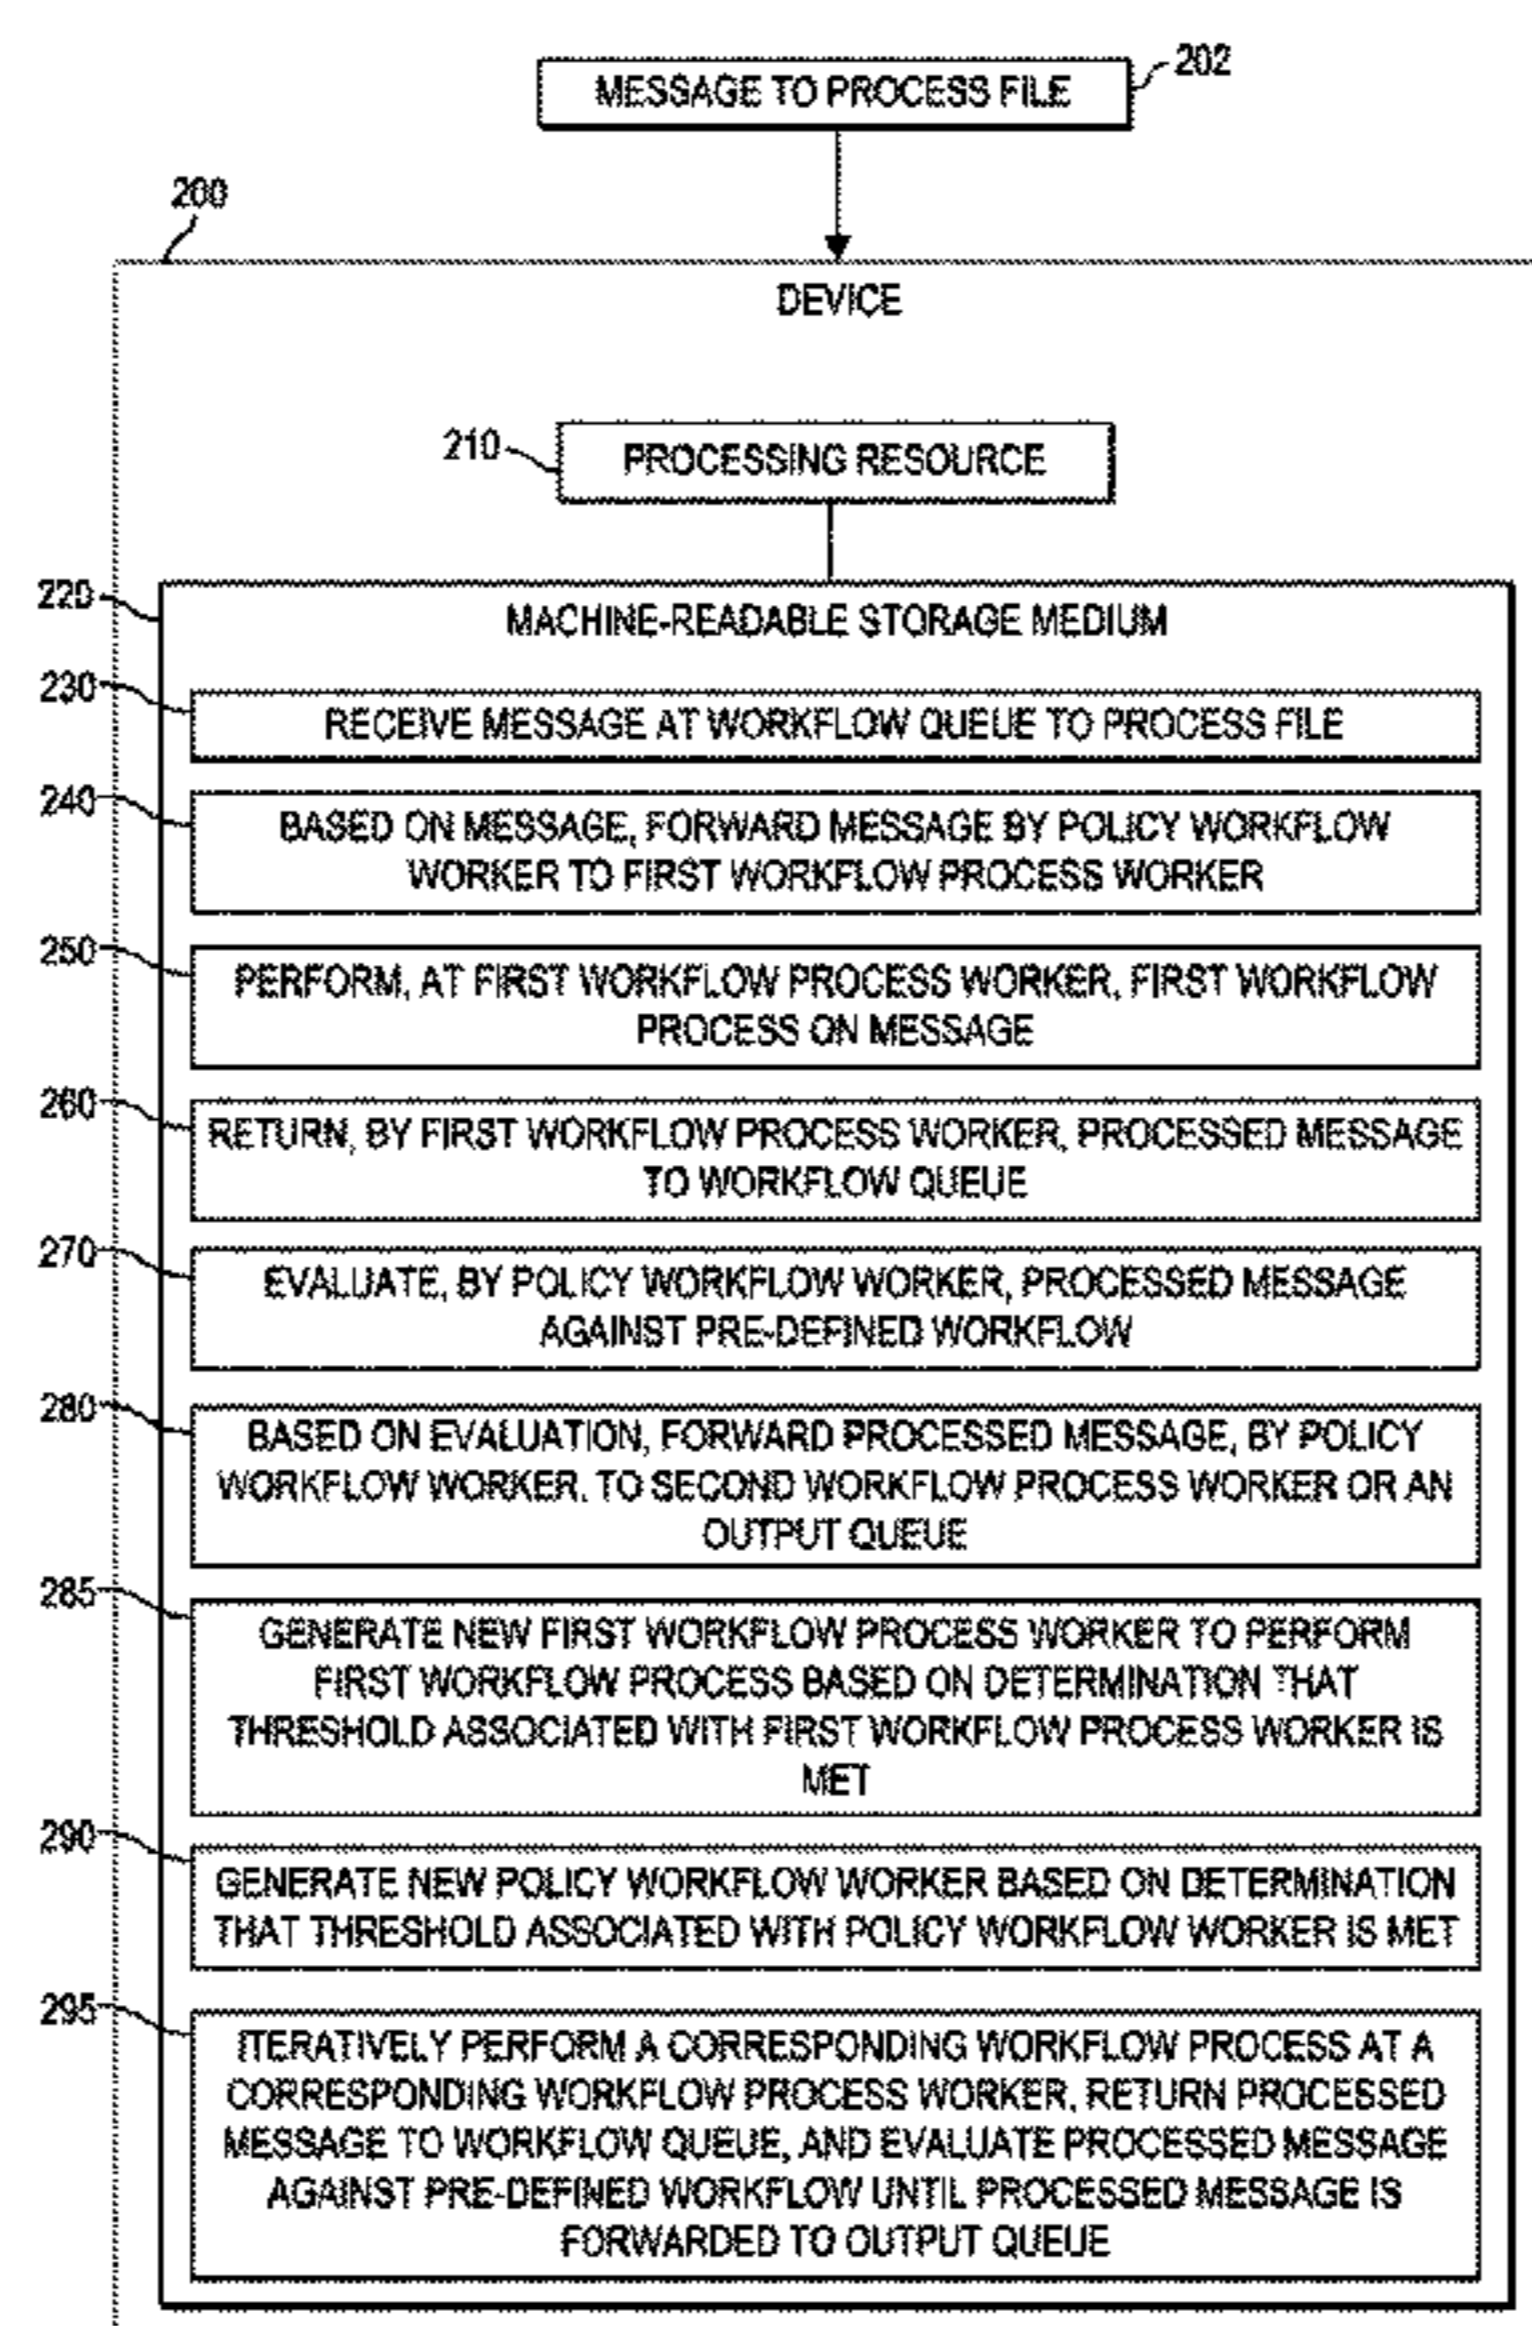 202
MESSAGE TO PROCESS FILE
200
DEVICE
210
PROCESSING RESOURCE
220
MACHINE-READABLE STORAGE MEDIUM
230
RECEIVE MESSAGE AT WORKFLOW QUEUE TO PROCESS FILE
240
BASED ON MESSAGE, FORWARD MESSAGE BY POLICY WORKFLOW
WORKER TO FIRST WORKFLOW PROCESS WORKER
250
PERFORM, AT FIRST WORKFLOW PROCESS WORKER, FIRST WORKFLOW
PROCESS ON MESSAGE
260
RETURN, BY FIRST WORKFLOW PROCESS WORKER, PROCESSED MESSAGE
TO WORKFLOW QUEUE
270
EVALUATE, BY POLICY WORKFLOW WORKER, PROCESSED MESSAGE
AGAINST PRE-DEFINED WORKFLOW
280
BASED ON EVALUATION, FORWARD PROCESSED MESSAGE, BY POLICY
WORKFLOW WORKER, TO SECOND WORKFLOW PROCESS WORKER OR AN
OUTPUT QUEUE
285
GENERATE NEW FIRST WORKFLOW PROCESS WORKER TO PERFORM
FIRST WORKFLOW PROCESS BASED ON DETERMINATION THAT
THRESHOLD ASSOCIATED WITH FIRST WORKFLOW PROCESS WORKER IS
MET
290
GENERATE NEW POLICY WORKFLOW WORKER BASED ON DETERMINATION
THAT THRESHOLD ASSOCIATED WITH POLICY WORKFLOW WORKER IS MET
295
ITERATIVELY PERFORM A CORRESPONDING WORKFLOW PROCESS AT A
CORRESPONDING WORKFLOW PROCESS WORKER, RETURN PROCESSED
MESSAGE TO WORKFLOW QUEUE, AND EVALUATE PROCESSED MESSAGE
AGAINST PRE-DEFINED WORKFLOW UNTIL PROCESSED MESSAGE IS
FORWARDED TO OUTPUT QUEUE